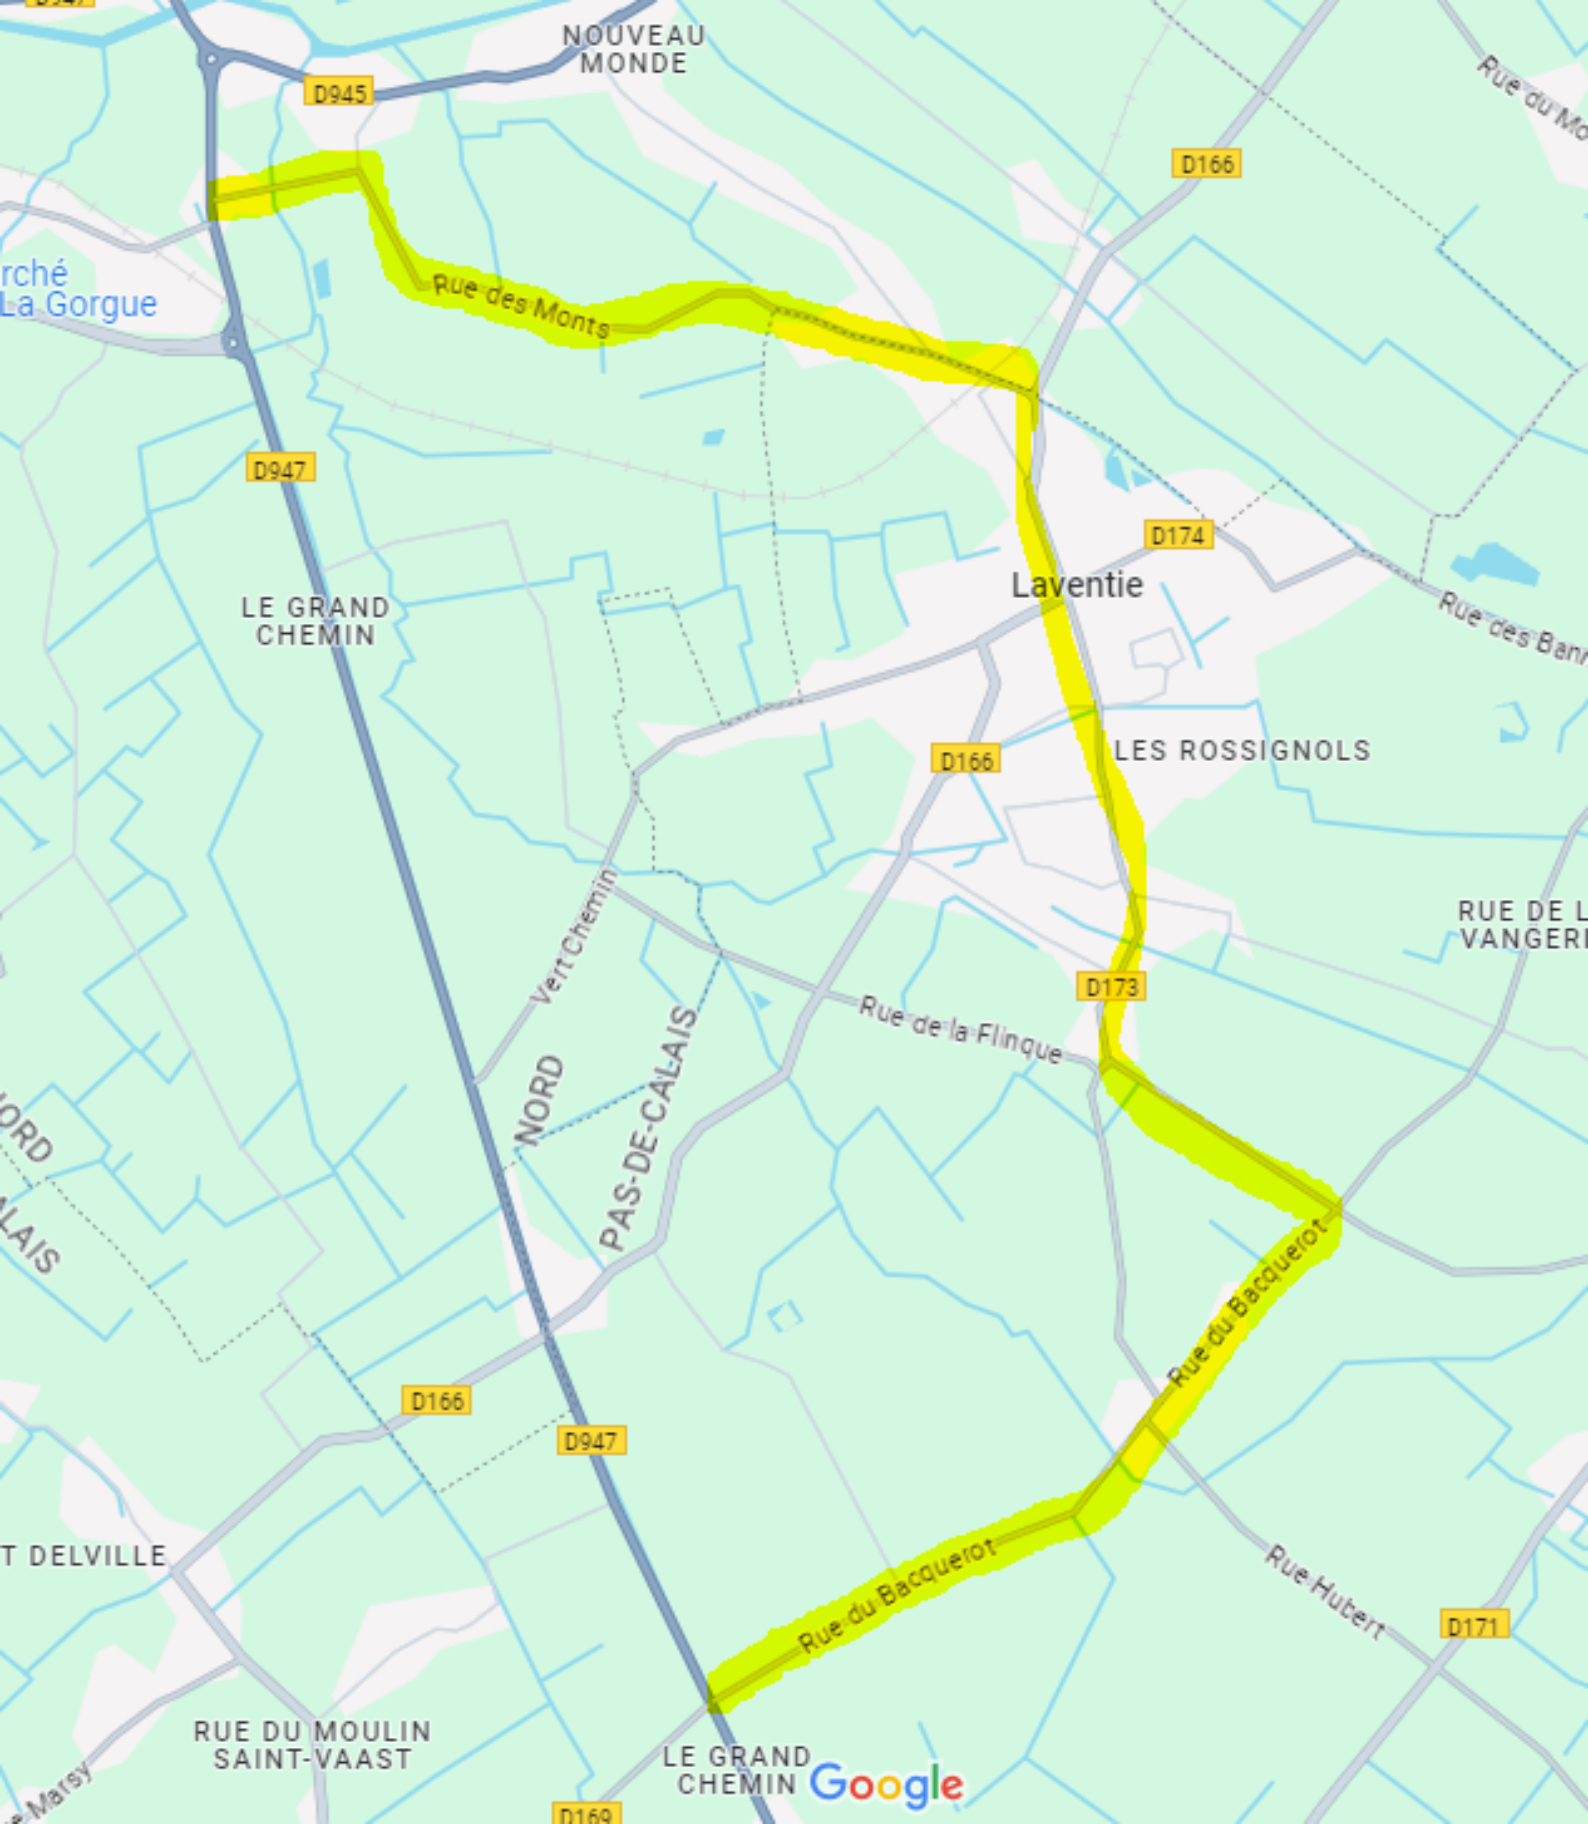 NOUVEAU
MONDE
D945
Rue du Mo
D166
rché
La Gorgue
Rue des Monts
D947
D174
Laventie
LE GRAND
CHEMIN
Rue des Bann
D166
LES ROSSIGNOLS
Vert Chemin
RUE DE L
VANGERI
D173
Rue de la Flinque
NORD
PAS-DE-CALAIS
ORD
ALAIS
Rue du Bacquerot
D166
D947
T DELVILLE
Rue du Bacquerot
Rue Hubert
D171
RUE DU MOULIN
SAINT-VAAST
LE GRAND
CHEMIN
Google
e Marsy
D169